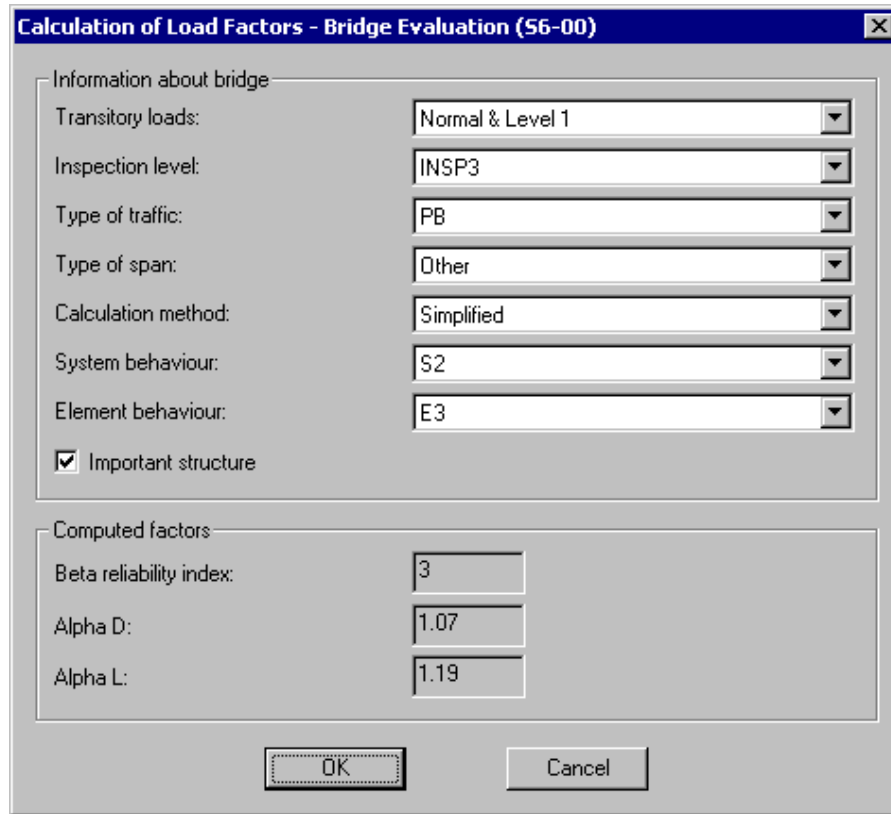 Calculation of Load Factors - Bridge Evaluation (S6-00)
Information about bridge
Transitory loads: Normal & Level 1
Inspection level: INSP3
Type of traffic: PB
Type of span: Other
Calculation method: Simplified
System behaviour: S2
Element behaviour: E3
Important structure
Computed factors
Beta reliability index: 3
Alpha D: 1.07
Alpha L: 1.19
OK Cancel